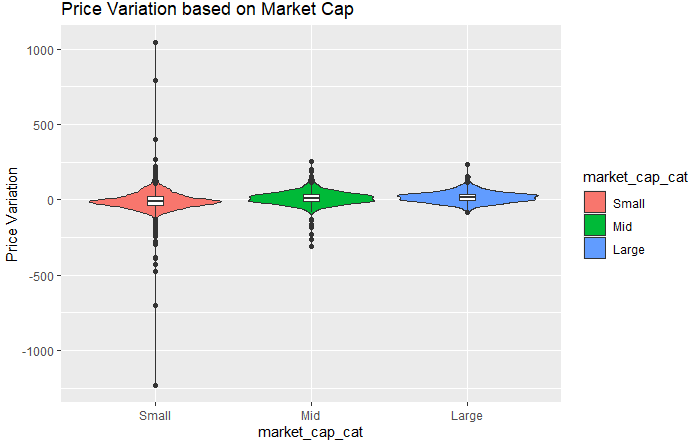 Price Variation based on Market Cap
1000
500
0
-500
-1000
Price Variation
Small
Mid
Large
market_cap_cat
market_cap_cat
Small
Mid
Large